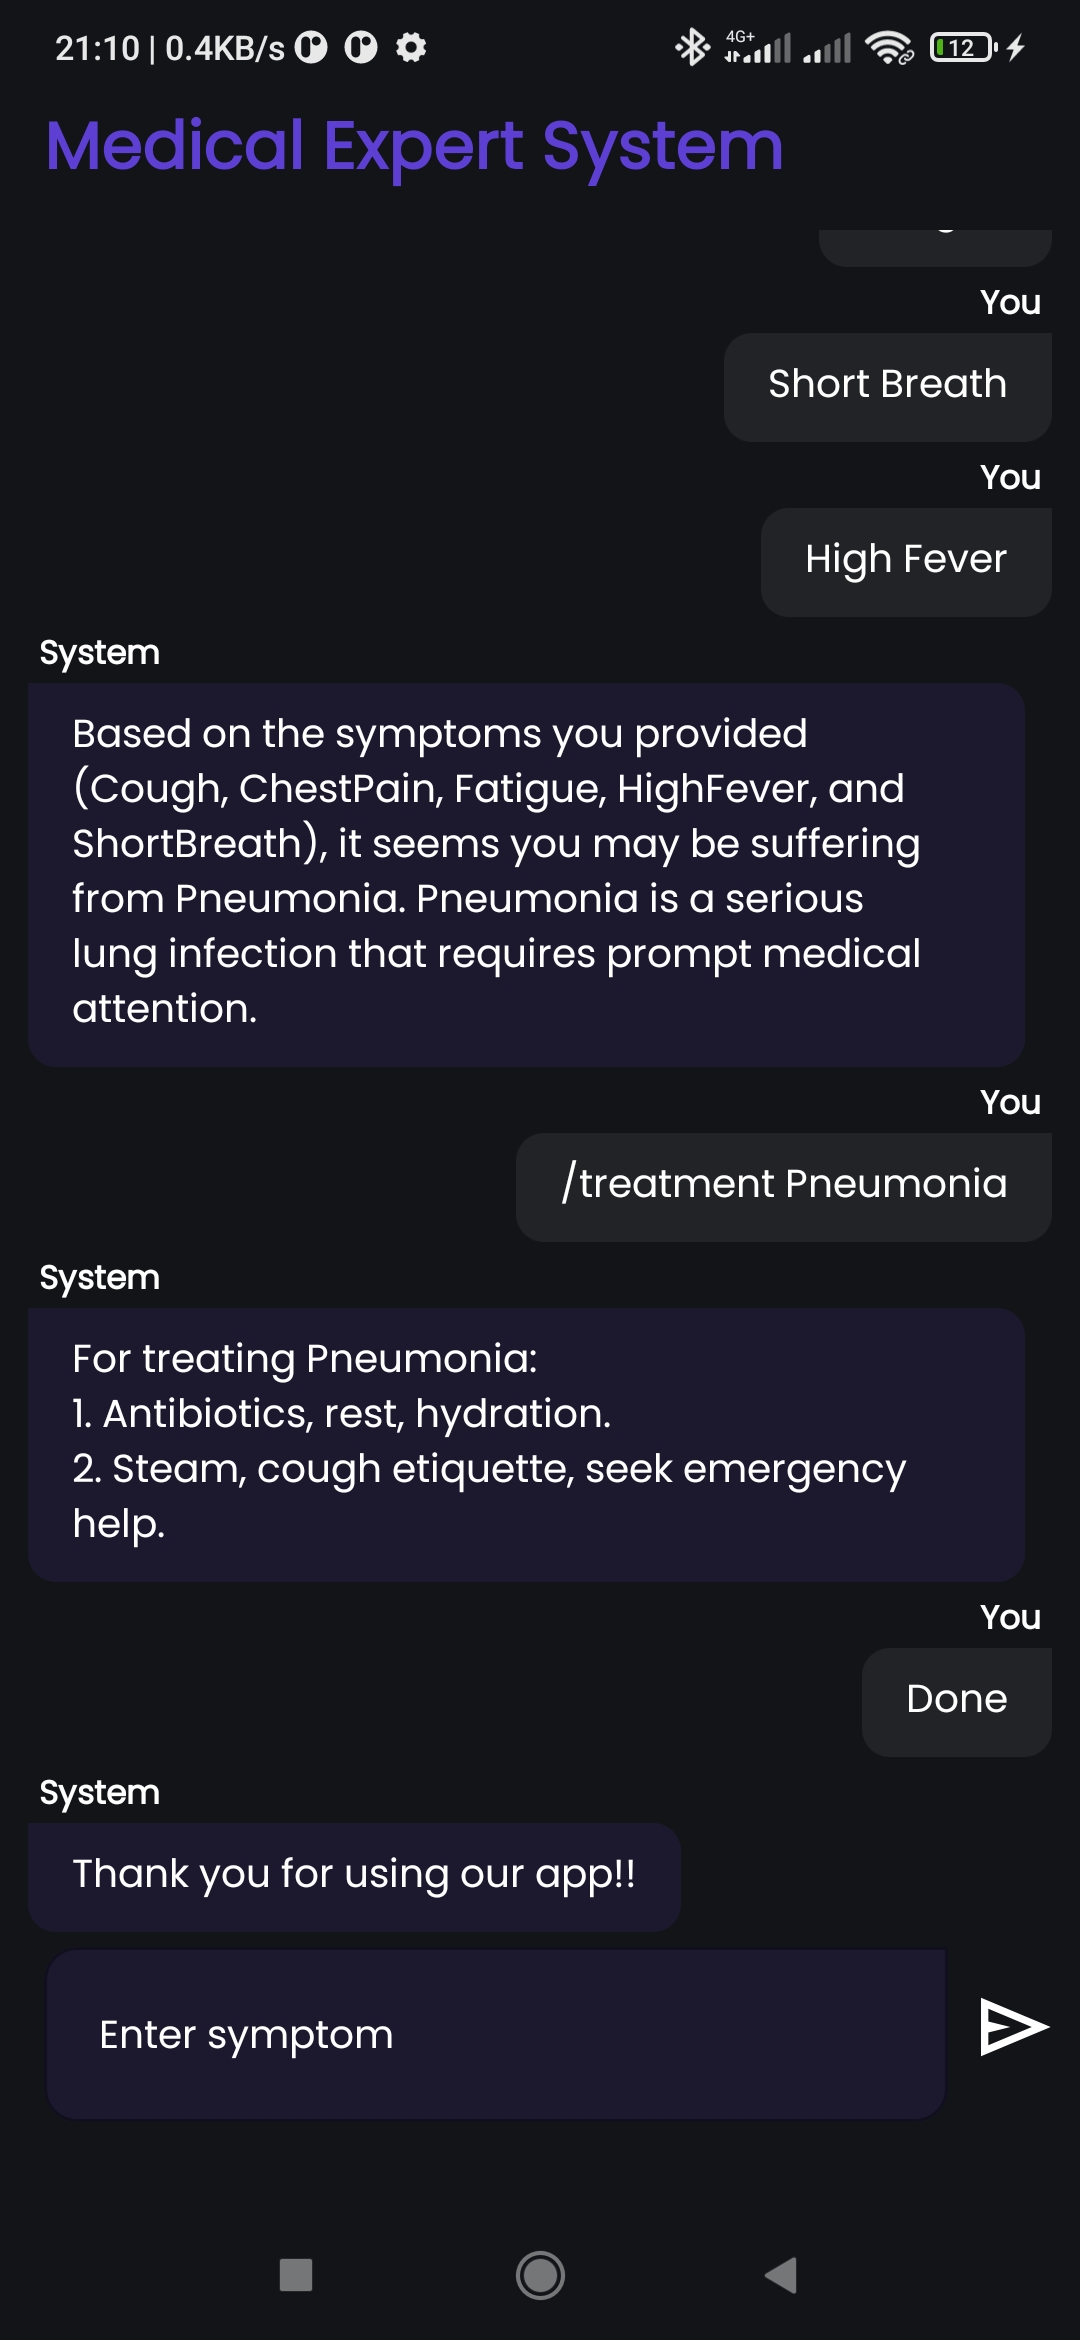 21:10 | 0.4KB/s
4G+
12
Medical Expert System
You
Short Breath
You
High Fever
System
Based on the symptoms you provided
(Cough, ChestPain, Fatigue, HighFever, and
ShortBreath), it seems you may be suffering
from Pneumonia. Pneumonia is a serious
lung infection that requires prompt medical
attention.
You
/treatment Pneumonia
System
For treating Pneumonia:
1. Antibiotics, rest, hydration.
2. Steam, cough etiquette, seek emergency
help.
You
Done
System
Thank you for using our app!!
Enter symptom